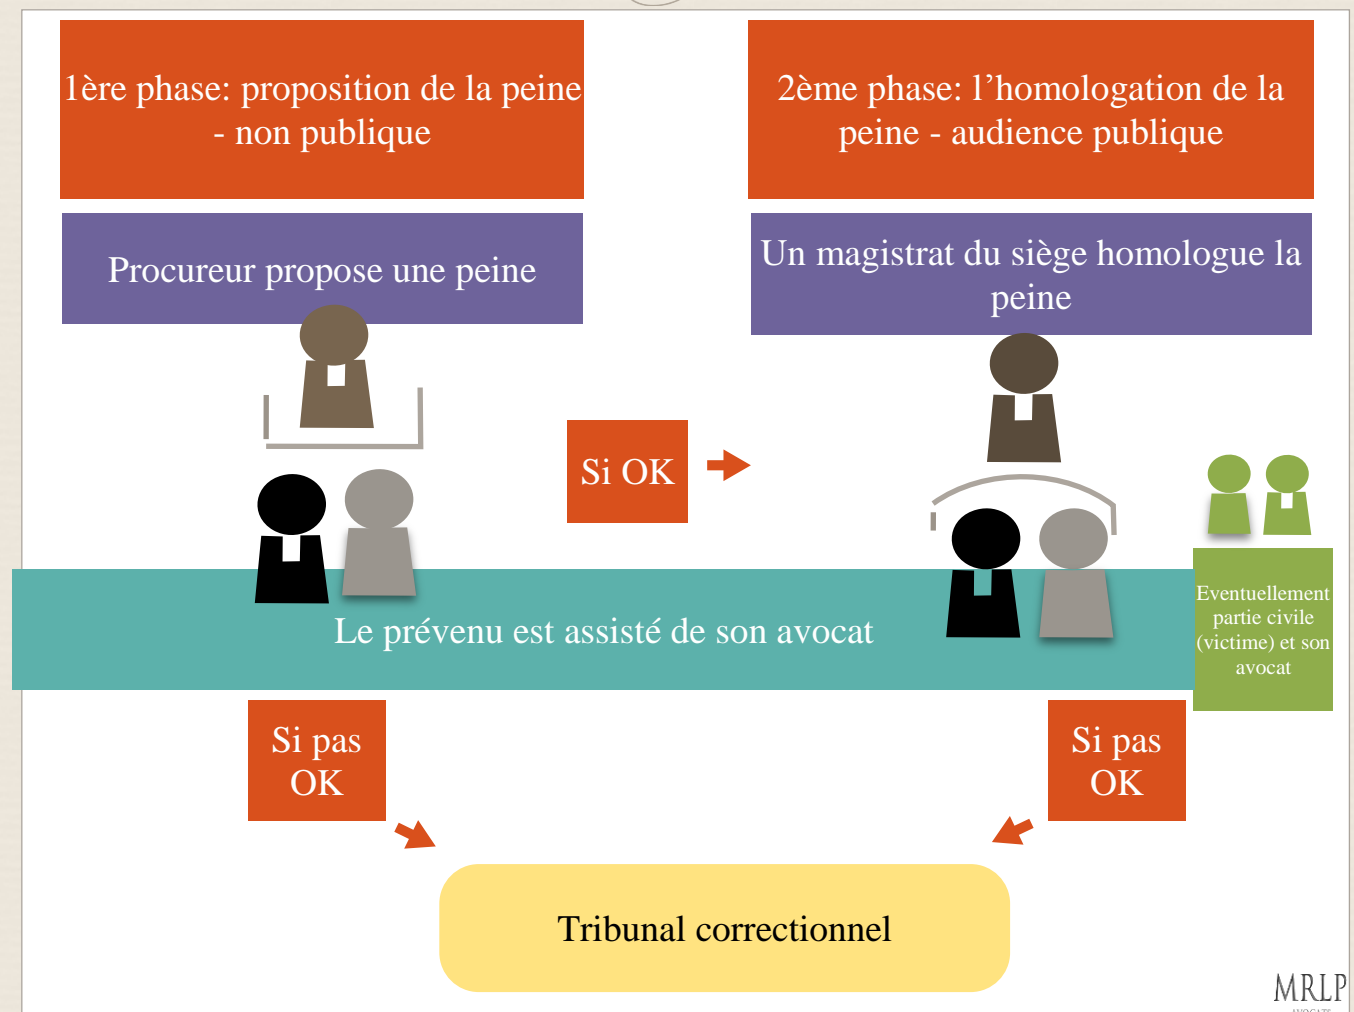 1ère phase: proposition de la peine
- non publique
2ème phase: l’homologation de la
peine - audience publique
Procureur propose une peine
Un magistrat du siège homologue la
peine
Si OK
Le prévenu est assisté de son avocat
Eventuellement
partie civile
(victime) et son
avocat
Si pas
OK
Si pas
OK
Tribunal correctionnel
MRLP
AVOCATS